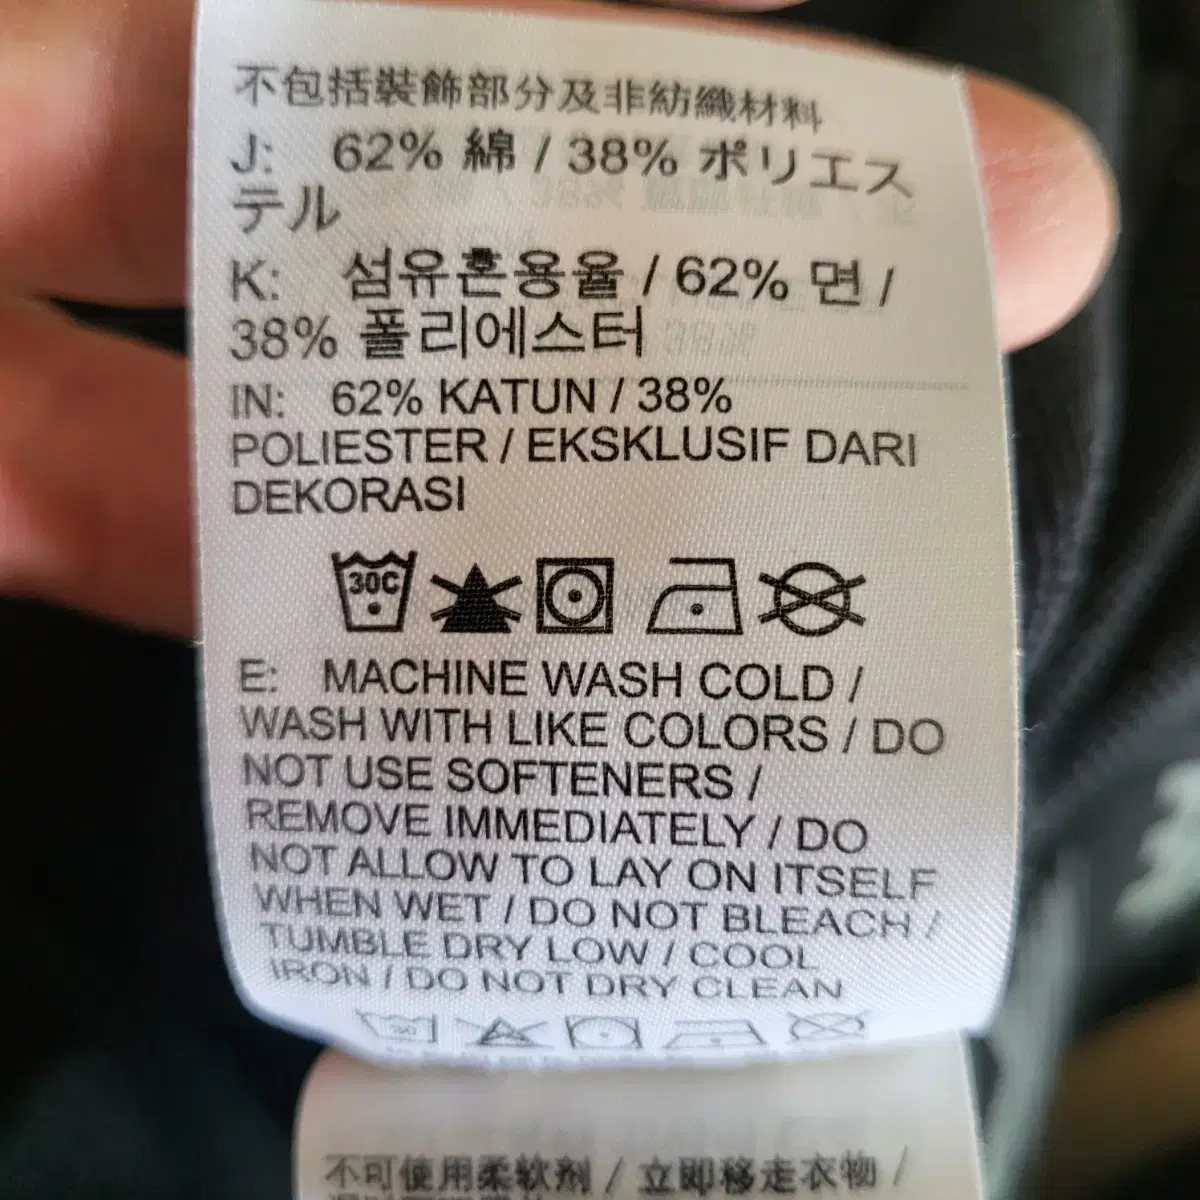 不包括裝飾部分及非紡織材料
J: 62% 綿 / 38% ポリエス
テル
K: 섬유혼용율 / 62% 면 /
38% 폴리에스터
IN: 62% KATUN / 38%
POLIESTER / EKSKLUSIF DARI
DEKORASI
30C
E: MACHINE WASH COLD /
WASH WITH LIKE COLORS / DO
NOT USE SOFTENERS /
REMOVE IMMEDIATELY / DO
NOT ALLOW TO LAY ON ITSELF
WHEN WET / DO NOT BLEACH /
TUMBLE DRY LOW / COOL
IRON / DO NOT DRY CLEAN
不可使用柔软剂 / 立即移走衣物 /